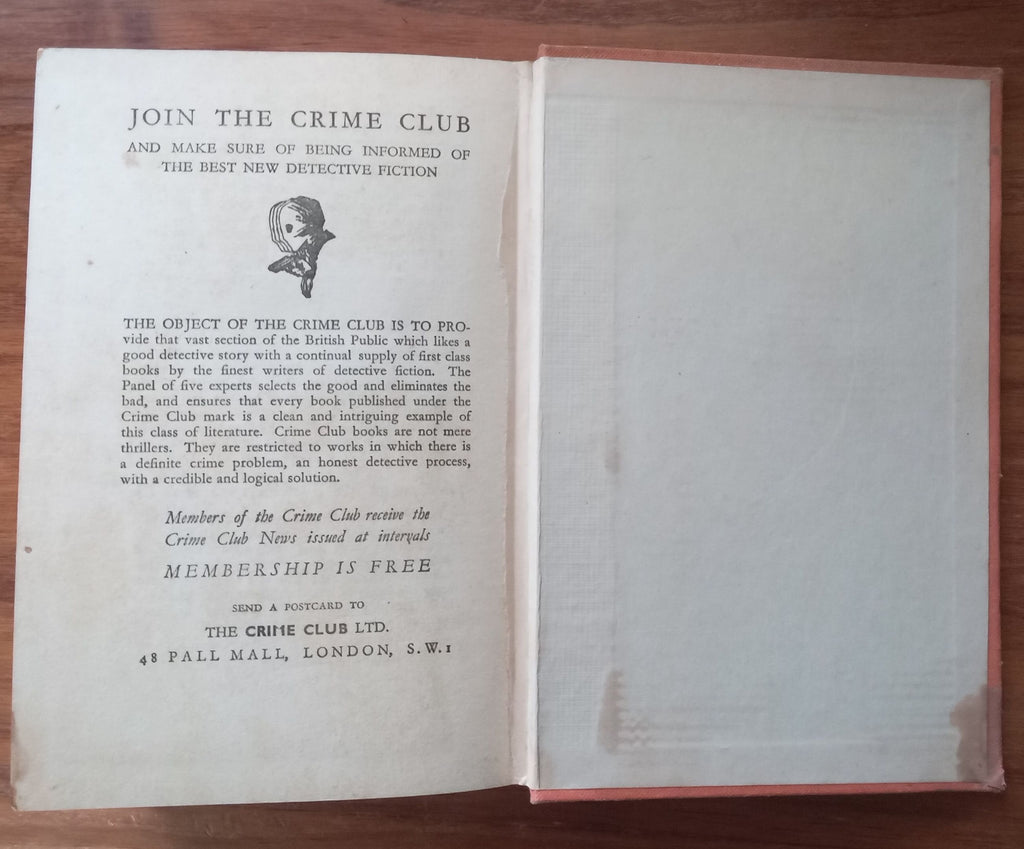 JOIN THE CRIME CLUB
AND MAKE SURE OF BEING INFORMED OF
THE BEST NEW DETECTIVE FICTION
THE OBJECT OF THE CRIME CLUB IS TO PRO-
vide that vast section of the British Public which likes a
good detective story with a continual supply of first class
books by the finest writers of detective fiction. The
Panel of five experts selects the good and eliminates the
bad, and ensures that every book published under the
Crime Club mark is a clean and intriguing example of
this class of literature. Crime Club books are not mere
thrillers. They are restricted to works in which there is
a definite crime problem, an honest detective process,
with a credible and logical solution.
Members of the Crime Club receive the
Crime Club News issued at intervals
MEMBERSHIP IS FREE
SEND A POSTCARD TO
THE CRIME CLUB LTD.
48 PALL MALL, LONDON, S.W.1